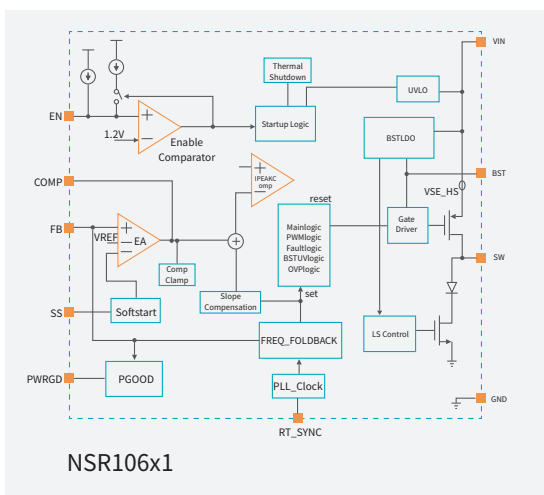 VIN
Thermal
Shutdown
UVLO
EN
1.2V
Enable
Comparator
Startup Logic
BSTLDO
COMP
iPEAKC
omp
BST
VSE_HS
reset
FB
VREF
EA
Mainlogic
PWMlogic
Faultlogic
BSTUVlogic
OVPlogic
Gate
Driver
SW
Comp
Clamp
Slope
Compensation
set
SS
Softstart
FREQ_FOLDBACK
LS Control
PWRGD
PGOOD
PLL_Clock
GND
RT_SYNC
NSR106x1